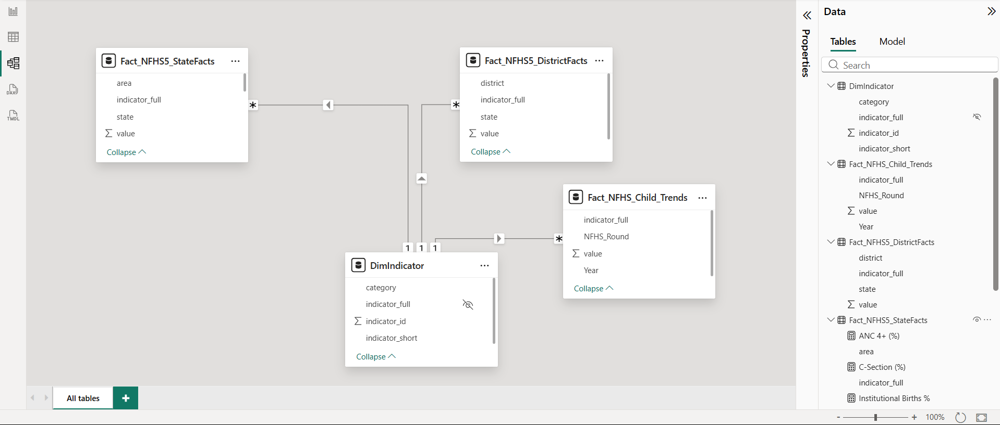 Fact_NFHS5_StateFacts ...
area
indicator_full
state
Σ value
Collapse
Fact_NFHS5_DistrictFacts ...
district
indicator_full
state
Σ value
Collapse
*
*
Fact_NFHS_Child_Trends ...
indicator_full
NFHS_Round
Σ value
Year
Collapse
*
1 1 1
DimIndicator ...
category
indicator_full
Σ indicator_id
indicator_short
Collapse
DAX
TMDL
All tables
+
Properties
Data
Tables Model
Search
DimIndicator
category
indicator_full
Σ indicator_id
indicator_short
Fact_NFHS_Child_Trends
indicator_full
NFHS_Round
Σ value
Year
Fact_NFHS5_DistrictFacts
district
indicator_full
state
Σ value
Fact_NFHS5_StateFacts ...
ANC 4+ (%)
area
C-Section (%)
indicator_full
Institutional Births %
- + 100%